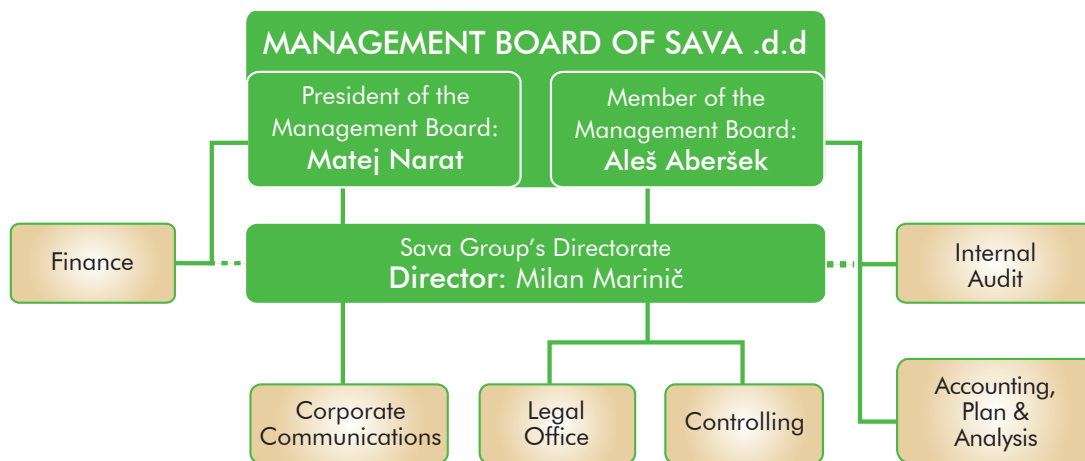 MANAGEMENT BOARD OF SAVA .d.d
President of the
Management Board:
Matej Narat
Member of the
Management Board:
Aleš Aberšek
Finance
Sava Group's Directorate
Director: Milan Marinič
Internal
Audit
Corporate
Communications
Legal
Office
Controlling
Accounting,
Plan &
Analysis